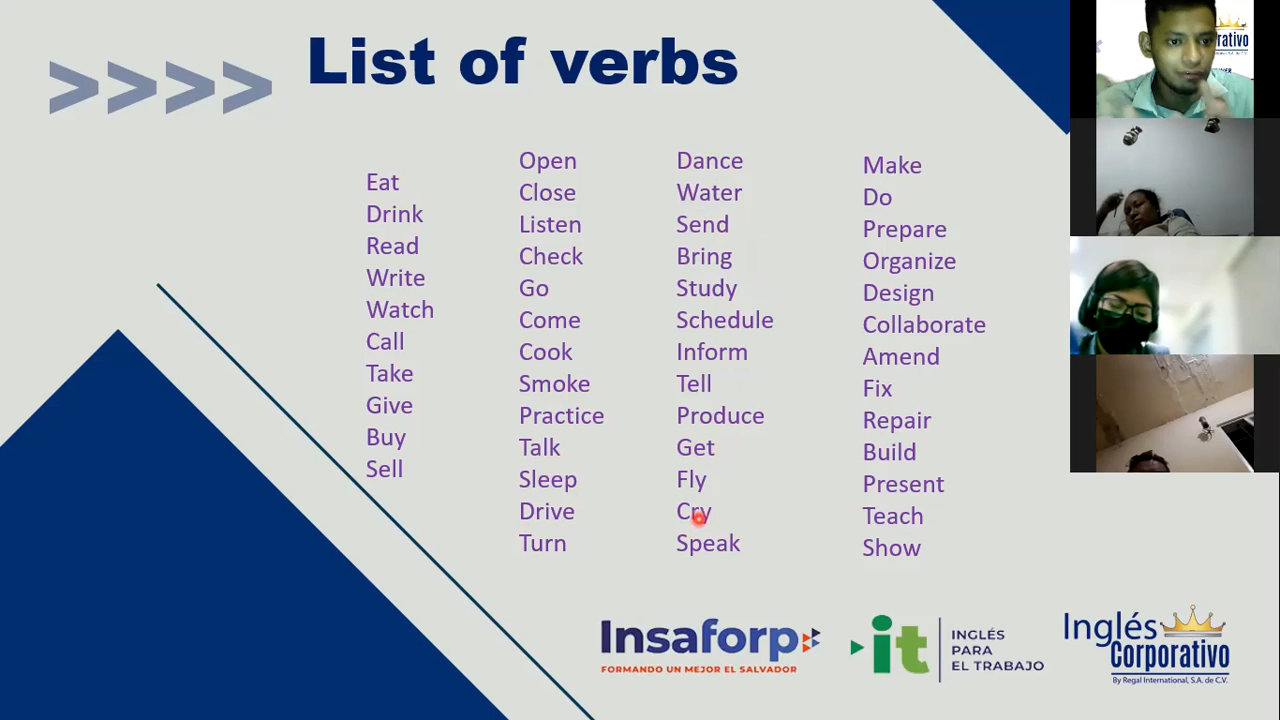 List of verbs
Eat
Drink
Read
Write
Watch
Call
Take
Give
Buy
Sell
Open
Close
Listen
Check
Go
Come
Cook
Smoke
Practice
Talk
Sleep
Drive
Turn
Dance
Water
Send
Bring
Study
Schedule
Inform
Tell
Produce
Get
Fly
Cry
Speak
Make
Do
Prepare
Organize
Design
Collaborate
Amend
Fix
Repair
Build
Present
Teach
Show
Insaforp
FORMANDO UN MEJOR EL SALVADOR
it
INGLÉS
PARA
EL TRABAJO
Inglés
Corporativo
By Regal International, S.A. de C.V.